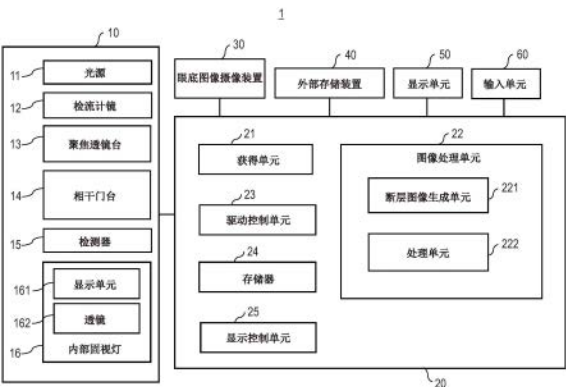 1
10
30
40
50
60
11
光源
12
检流计镜
13
聚焦透镜台
14
相干门台
15
检测器
161
显示单元
162
透镜
16
内部固视灯
眼底图像摄像装置
外部存储装置
显示单元
输入单元
21
获得单元
23
驱动控制单元
24
存储器
25
显示控制单元
22
图像处理单元
断层图像生成单元
221
处理单元
222
20